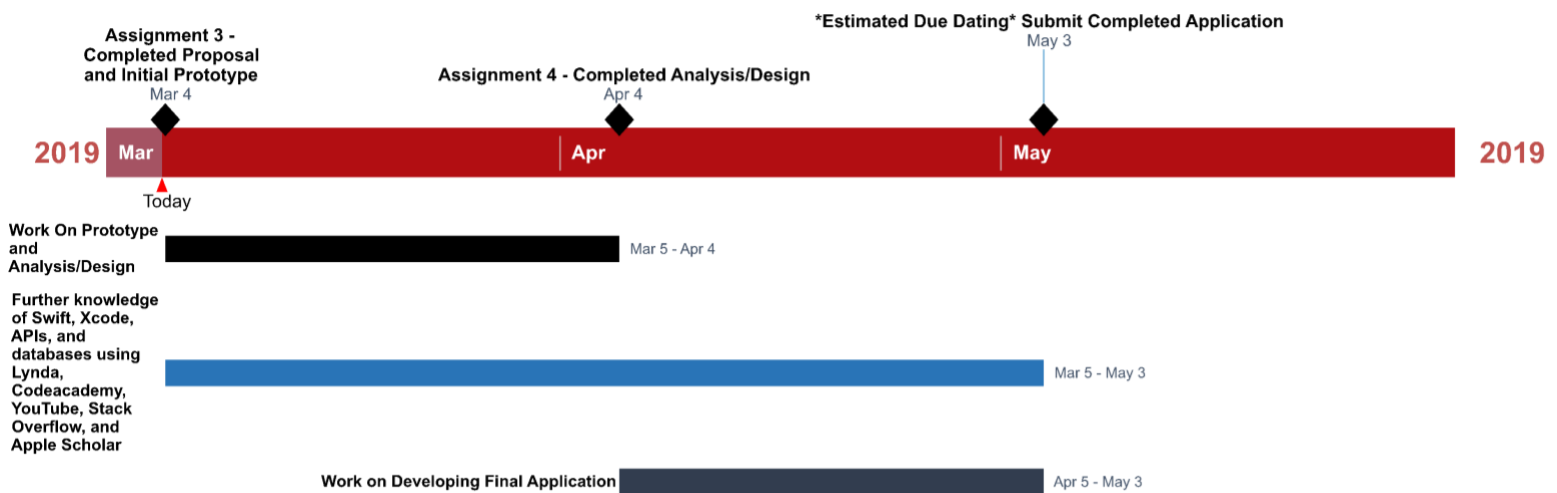 *Estimated Due Dating* Submit Completed Application
May 3
Assignment 3 -
Completed Proposal
and Initial Prototype
Mar 4
Assignment 4 - Completed Analysis/Design
Apr 4
2019
Mar
Apr
May
2019
Today
Work On Prototype
and
Analysis/Design
Mar 5 - Apr 4
Further knowledge
of Swift, Xcode,
APIs, and
databases using
Lynda,
Codeacademy,
YouTube, Stack
Overflow, and
Apple Scholar
Mar 5 - May 3
Work on Developing Final Application
Apr 5 - May 3